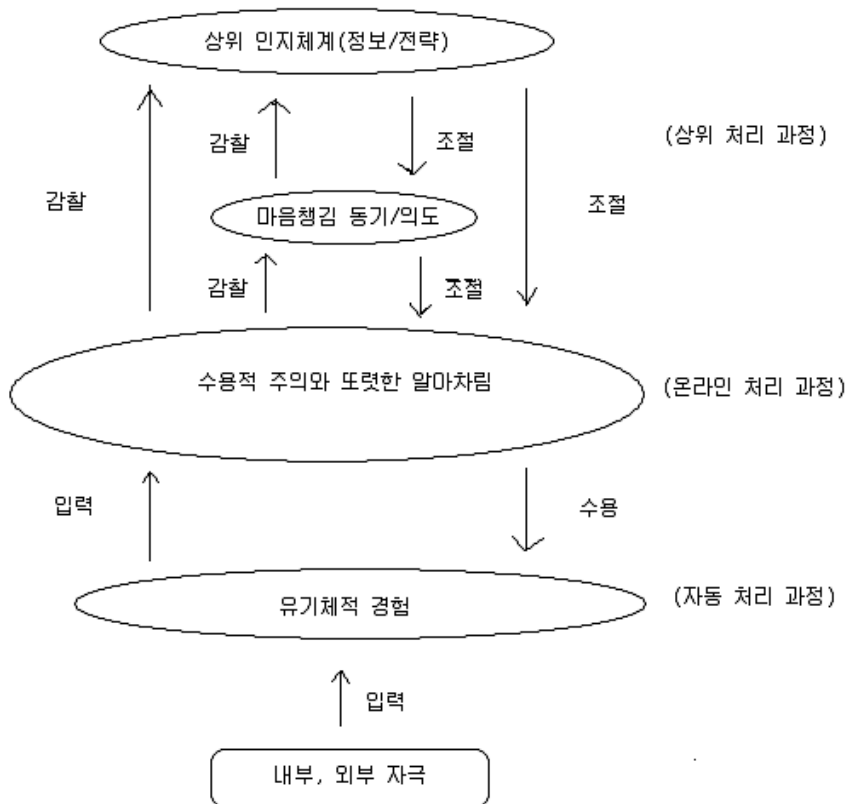 상위 인지체계(정보/전략)
감찰
조절
(상위 처리 과정)
감찰
조절
마음챙김 동기/의도
감찰
조절
수용적 주의와 또렷한 알아차림
(온라인 처리 과정)
입력
수용
유기체적 경험
(자동 처리 과정)
입력
내부, 외부 자극